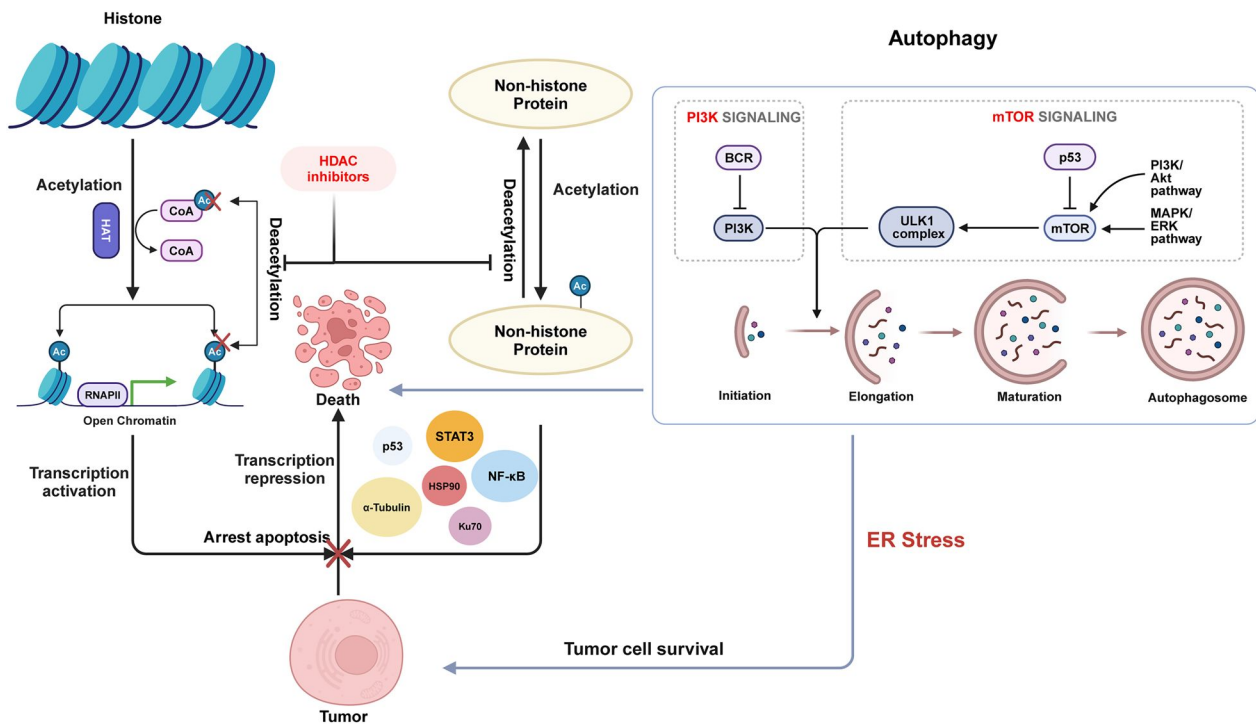 Histone
Autophagy
Non-histone
Protein
PI3K SIGNALING
mTOR SIGNALING
BCR
p53
PI3K/
Akt
pathway
HDAC
inhibitors
Acetylation
HAT
CoA
Ac
CoA
Deacetylation
Deacetylation
Acetylation
PI3K
ULK1
complex
mTOR
MAPK/
ERK
pathway
Ac
Non-histone
Protein
Ac
Ac
RNAPII
Open Chromatin
Death
Initiation
Elongation
Maturation
Autophagosome
Transcription
activation
Transcription
repression
p53
STAT3
HSP90
NF-κB
α-Tubulin
Ku70
Arrest apoptosis
ER Stress
Tumor cell survival
Tumor